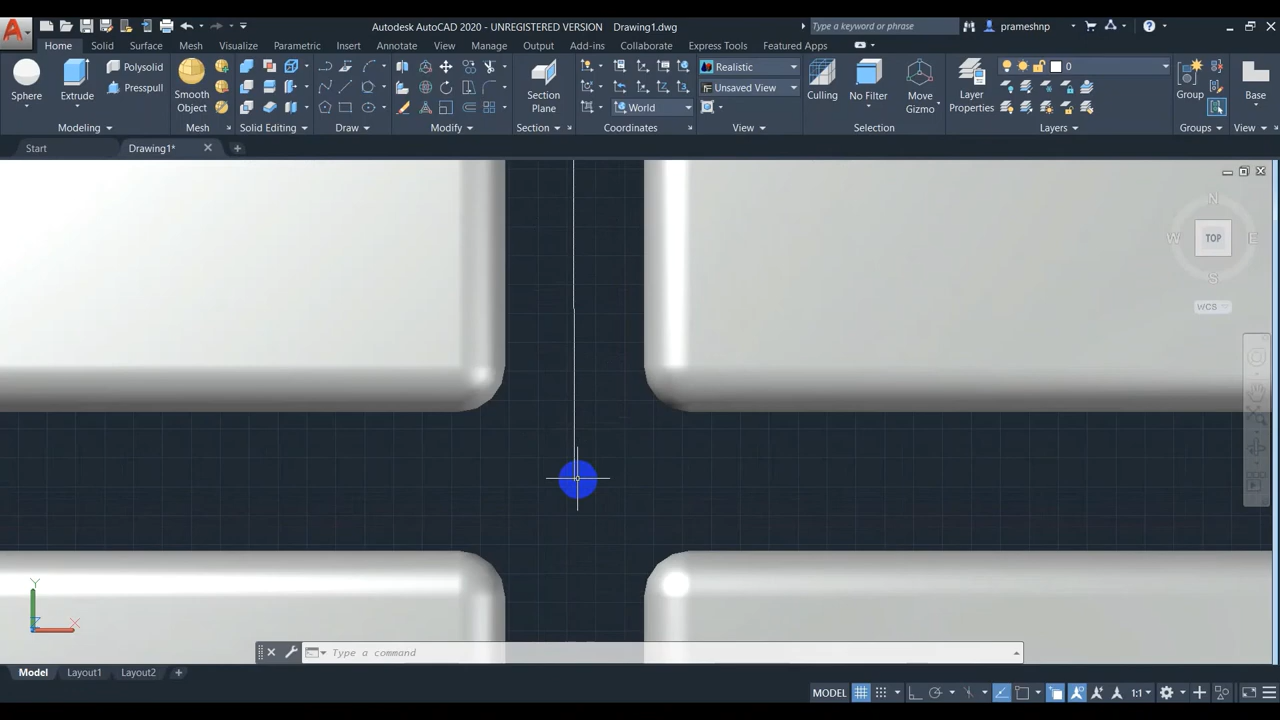 Autodesk AutoCAD 2020 - UNREGISTERED VERSION Drawing1.dwg
Type a keyword or phrase
prameshnp
Home Solid Surface Mesh Visualize Parametric Insert Annotate View Manage Output Add-ins Collaborate Express Tools Featured Apps
Sphere Extrude Polysolid Presspull Smooth Object Section Plane World Realistic Unsaved View Culling No Filter Move Gizmo Layer Properties 0 Group Base
Modeling Mesh Solid Editing Draw Modify Section Coordinates View Selection Layers Groups View
Start Drawing1*
N
W TOP E
S
WCS
Y
X
Z
Type a command
Model Layout1 Layout2
MODEL 1:1